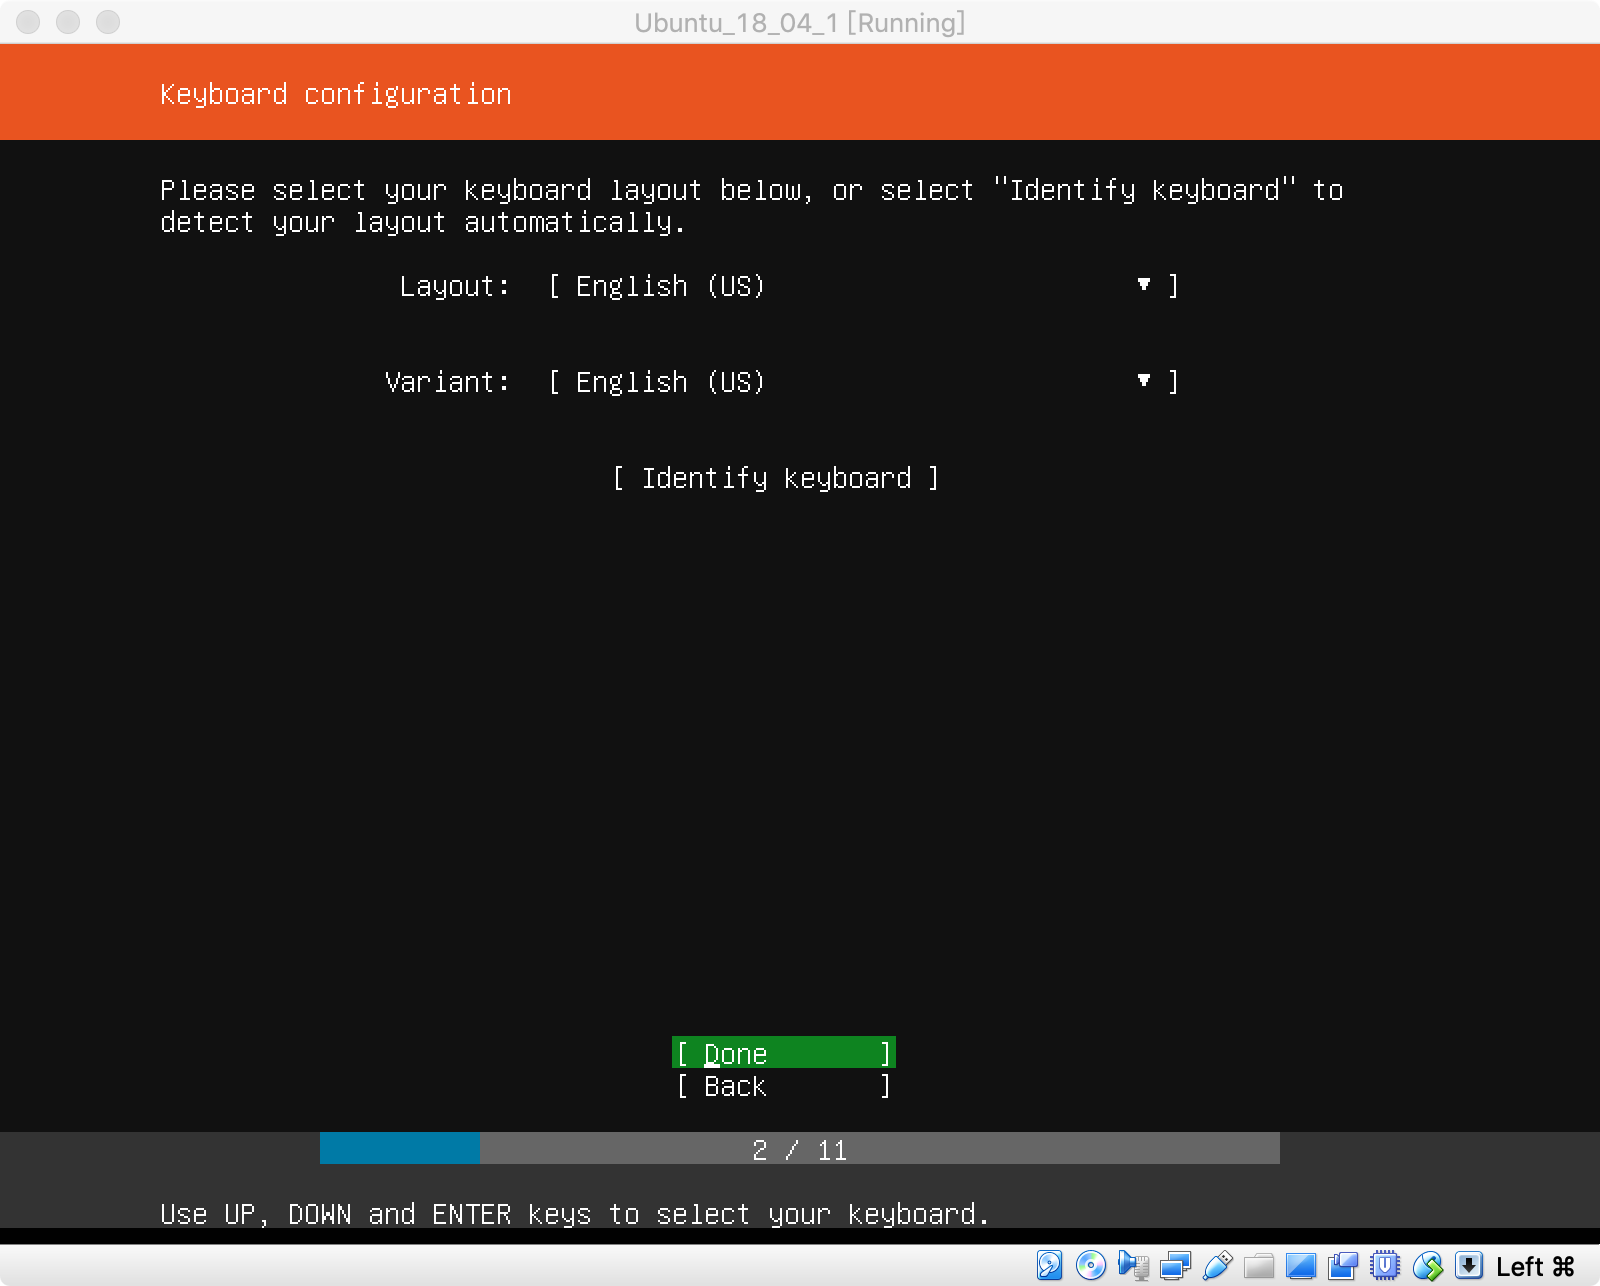 Ubuntu_18_04_1 [Running]
Keyboard configuration
Please select your keyboard layout below, or select "Identify keyboard" to
detect your layout automatically.
Layout: [ English (US) ▼ ]
Variant: [ English (US) ▼ ]
[ Identify keyboard ]
[ Done ]
[ Back ]
2 / 11
Use UP, DOWN and ENTER keys to select your keyboard.
Left ⌘